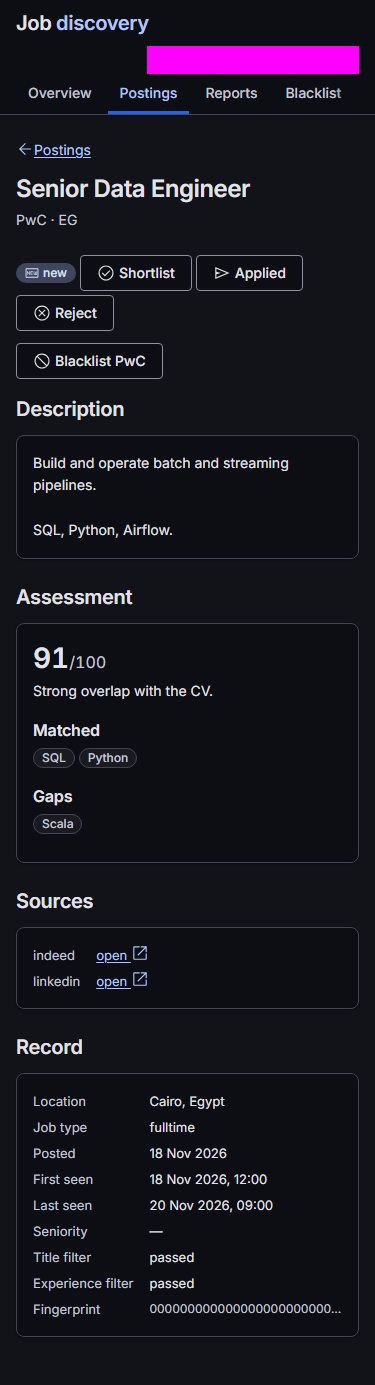 Job discovery
Overview Postings Reports Blacklist
Postings
Senior Data Engineer
PwC · EG
new Shortlist Applied
Reject
Blacklist PwC
Description
Build and operate batch and streaming
pipelines.
SQL, Python, Airflow.
Assessment
91/100
Strong overlap with the CV.
Matched
SQL Python
Gaps
Scala
Sources
indeed open
linkedin open
Record
Location Cairo, Egypt
Job type fulltime
Posted 18 Nov 2026
First seen 18 Nov 2026, 12:00
Last seen 20 Nov 2026, 09:00
Seniority —
Title filter passed
Experience filter passed
Fingerprint 000000000000000000000000...